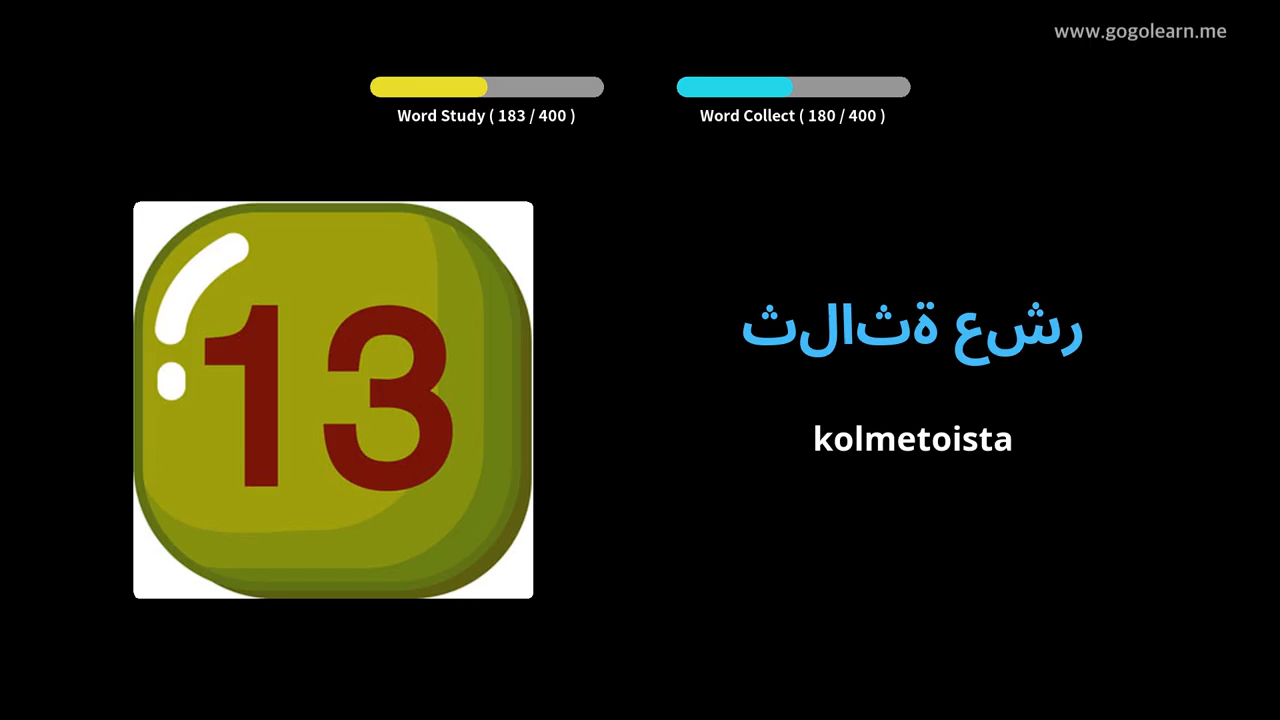 www.gogolearn.me
Word Study ( 183 / 400 )
Word Collect ( 180 / 400 )
13
ثلاثة عشر
kolmetoista